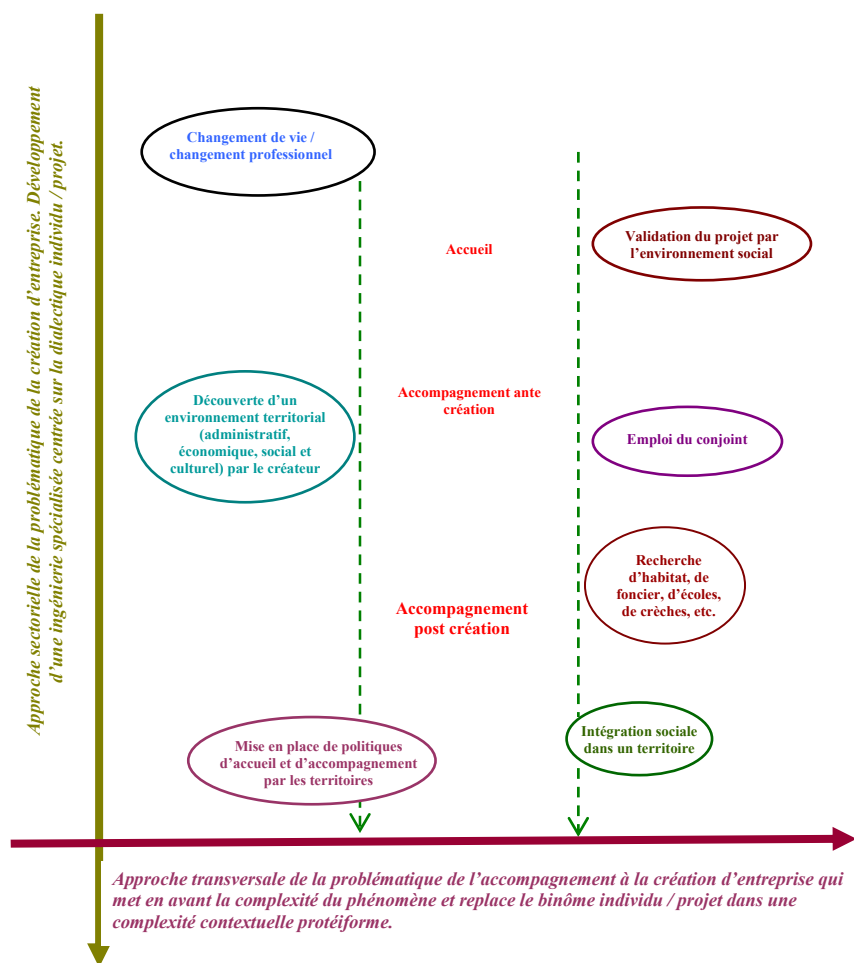 Approche sectorielle de la problématique de la création d'entreprise. Développement
d'une ingénierie spécialisée centrée sur la dialectique individu / projet.
Changement de vie /
changement professionnel
Accueil
Validation du projet par
l'environnement social
Découverte d'un
environnement territorial
(administratif,
économique, social et
culturel) par le créateur
Accompagnement ante
création
Emploi du conjoint
Recherche
d'habitat, de
foncier, d'écoles,
de crèches, etc.
Accompagnement
post création
Mise en place de politiques
d'accueil et d'accompagnement
par les territoires
Intégration sociale
dans un territoire
Approche transversale de la problématique de l'accompagnement à la création d'entreprise qui
met en avant la complexité du phénomène et replace le binôme individu / projet dans une
complexité contextuelle protéiforme.